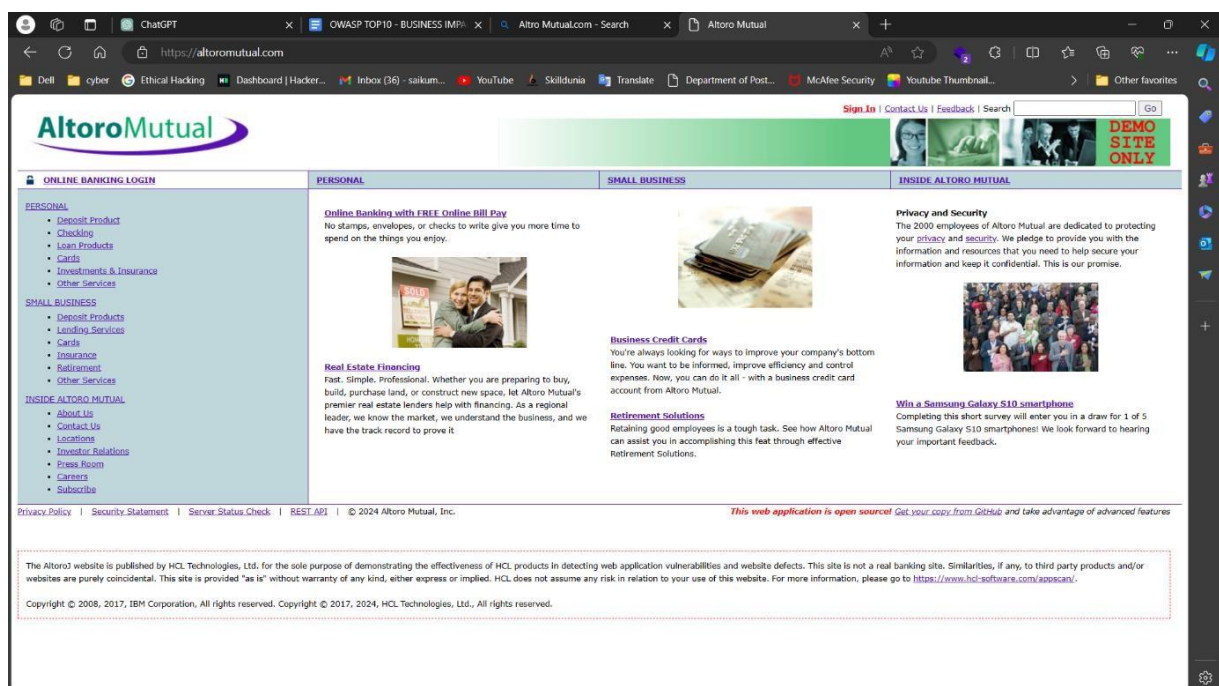 ChatGPT
OWASP TOP10 - BUSINESS IMPA
Altro Mutual.com - Search
Altoro Mutual
https://altoromutual.com
Dell
cyber
Ethical Hacking
Dashboard | Hacker...
Inbox (36) - saikum...
YouTube
Skilldunia
Translate
Department of Post...
McAfee Security
Youtube Thumbnail...
Other favorites
Sign In | Contact Us | Feedback | Search
Go
AltoroMutual
DEMO
SITE
ONLY
ONLINE BANKING LOGIN
PERSONAL
SMALL BUSINESS
INSIDE ALTORO MUTUAL
PERSONAL
Deposit Product
Checking
Loan Products
Cards
Investments & Insurance
Other Services
SMALL BUSINESS
Deposit Products
Lending Services
Cards
Insurance
Retirement
Other Services
INSIDE ALTORO MUTUAL
About Us
Contact Us
Locations
Investor Relations
Press Room
Careers
Subscribe
Online Banking with FREE Online Bill Pay
No stamps, envelopes, or checks to write give you more time to
spend on the things you enjoy.
SOLD
Real Estate Financing
Fast. Simple. Professional. Whether you are preparing to buy,
build, purchase land, or construct new space, let Altoro Mutual's
premier real estate lenders help with financing. As a regional
leader, we know the market, we understand the business, and we
have the track record to prove it
Business Credit Cards
You're always looking for ways to improve your company's bottom
line. You want to be informed, improve efficiency and control
expenses. Now, you can do it all - with a business credit card
account from Altoro Mutual.
Retirement Solutions
Retaining good employees is a tough task. See how Altoro Mutual
can assist you in accomplishing this feat through effective
Retirement Solutions.
Privacy and Security
The 2000 employees of Altoro Mutual are dedicated to protecting
your privacy and security. We pledge to provide you with the
information and resources that you need to help secure your
information and keep it confidential. This is our promise.
Win a Samsung Galaxy S10 smartphone
Completing this short survey will enter you in a draw for 1 of 5
Samsung Galaxy S10 smartphones! We look forward to hearing
your important feedback.
Privacy Policy | Security Statement | Server Status Check | REST API | © 2024 Altoro Mutual, Inc.
This web application is open source! Get your copy from GitHub and take advantage of advanced features
The AltoroJ website is published by HCL Technologies, Ltd. for the sole purpose of demonstrating the effectiveness of HCL products in detecting web application vulnerabilities and website defects. This site is not a real banking site. Similarities, if any, to third party products and/or
websites are purely coincidental. This site is provided "as is" without warranty of any kind, either express or implied. HCL does not assume any risk in relation to your use of this website. For more information, please go to https://www.hcl-software.com/appscan/.
Copyright © 2008, 2017, IBM Corporation, All rights reserved. Copyright © 2017, 2024, HCL Technologies, Ltd., All rights reserved.